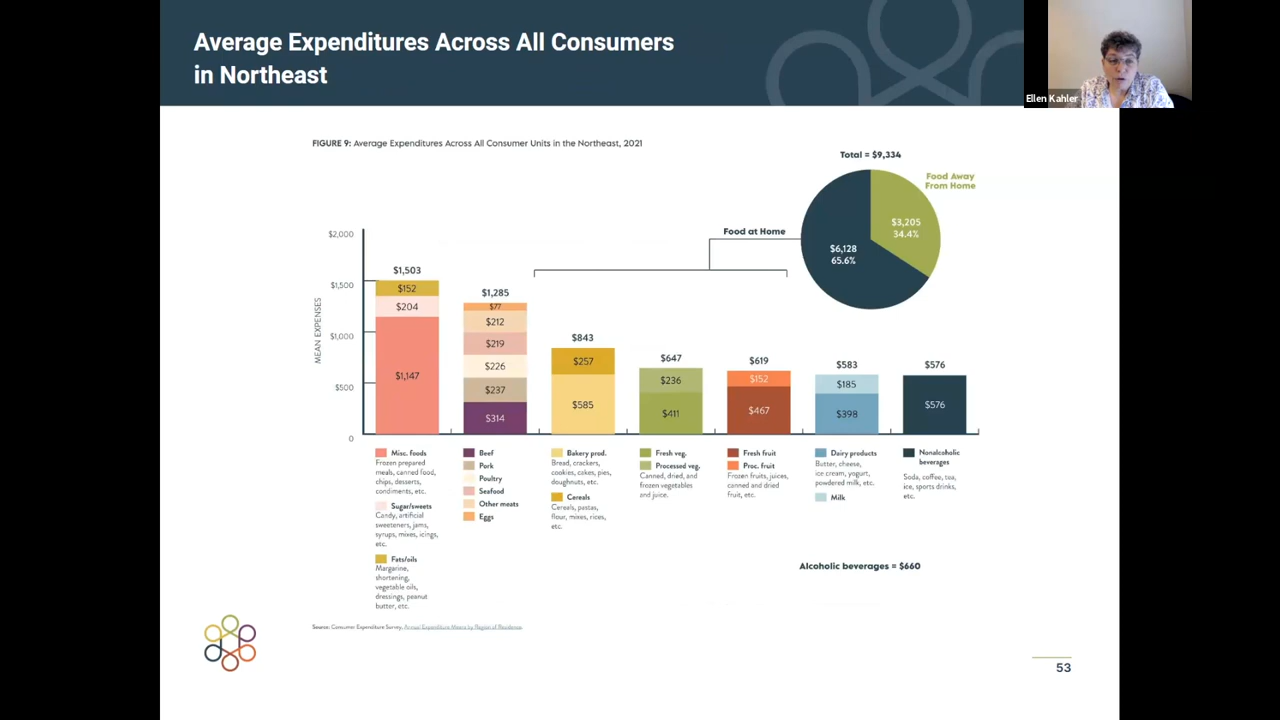 Average Expenditures Across All Consumers
in Northeast
Ellen Kahler
FIGURE 9: Average Expenditures Across All Consumer Units in the Northeast, 2021
Total = $9,334
Food Away
From Home
$3,205
34.4%
$6,128
65.6%
Food at Home
MEAN EXPENSES
$2,000
$1,500
$1,000
$500
0
$1,503
$152
$204
$1,147
$1,285
$77
$212
$219
$226
$237
$314
$843
$257
$585
$647
$236
$411
$619
$152
$467
$583
$185
$398
$576
$576
Misc. foods
Frozen prepared
meals, canned food,
chips, desserts,
condiments, etc.
Sugar/sweets
Candy, artificial
sweeteners, jams,
syrups, mixes, icings,
etc.
Fats/oils
Margarine,
shortening,
vegetable oils,
dressings, peanut
butter, etc.
Beef
Pork
Poultry
Seafood
Other meats
Eggs
Bakery prod.
Bread, crackers,
cookies, cakes, pies,
doughnuts, etc.
Cereals
Cereals, pastas,
flour, mixes, rices,
etc.
Fresh veg.
Processed veg.
Canned, dried, and
frozen vegetables
and juice.
Fresh fruit
Proc. fruit
Frozen fruits, juices,
canned and dried
fruit, etc.
Dairy products
Butter, cheese,
ice cream, yogurt,
powdered milk, etc.
Milk
Nonalcoholic
beverages
Soda, coffee, tea,
ice, sports drinks,
etc.
Alcoholic beverages = $660
Source: Consumer Expenditure Survey, Annual Expenditure Means by Region of Residence.
53